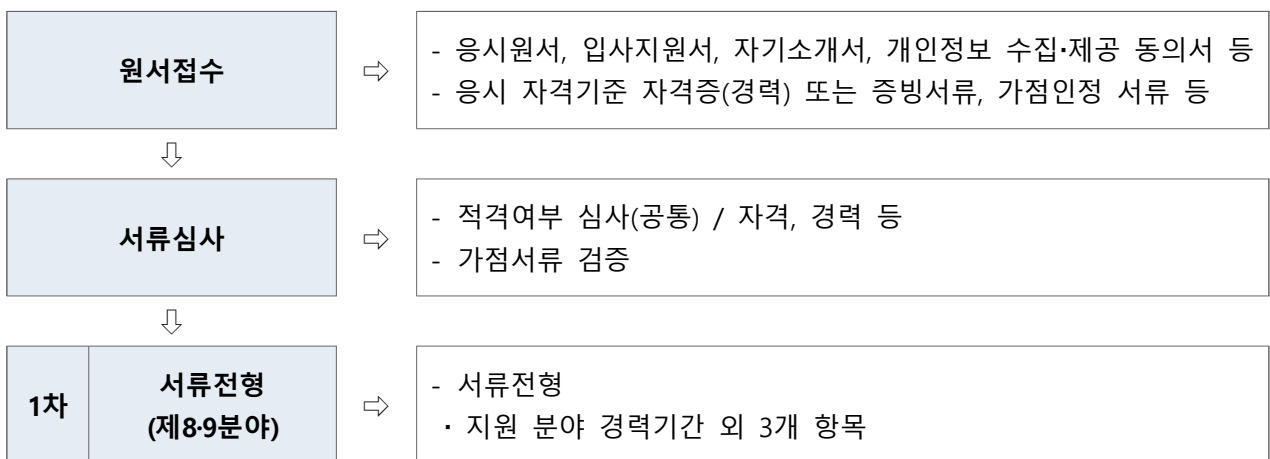 원서접수
⇨
- 응시원서, 입사지원서, 자기소개서, 개인정보 수집·제공 동의서 등
- 응시 자격기준 자격증(경력) 또는 증빙서류, 가점인정 서류 등
⇩
서류심사
⇨
- 적격여부 심사(공통) / 자격, 경력 등
- 가점서류 검증
⇩
1차
서류전형
(제8·9분야)
⇨
- 서류전형
· 지원 분야 경력기간 외 3개 항목